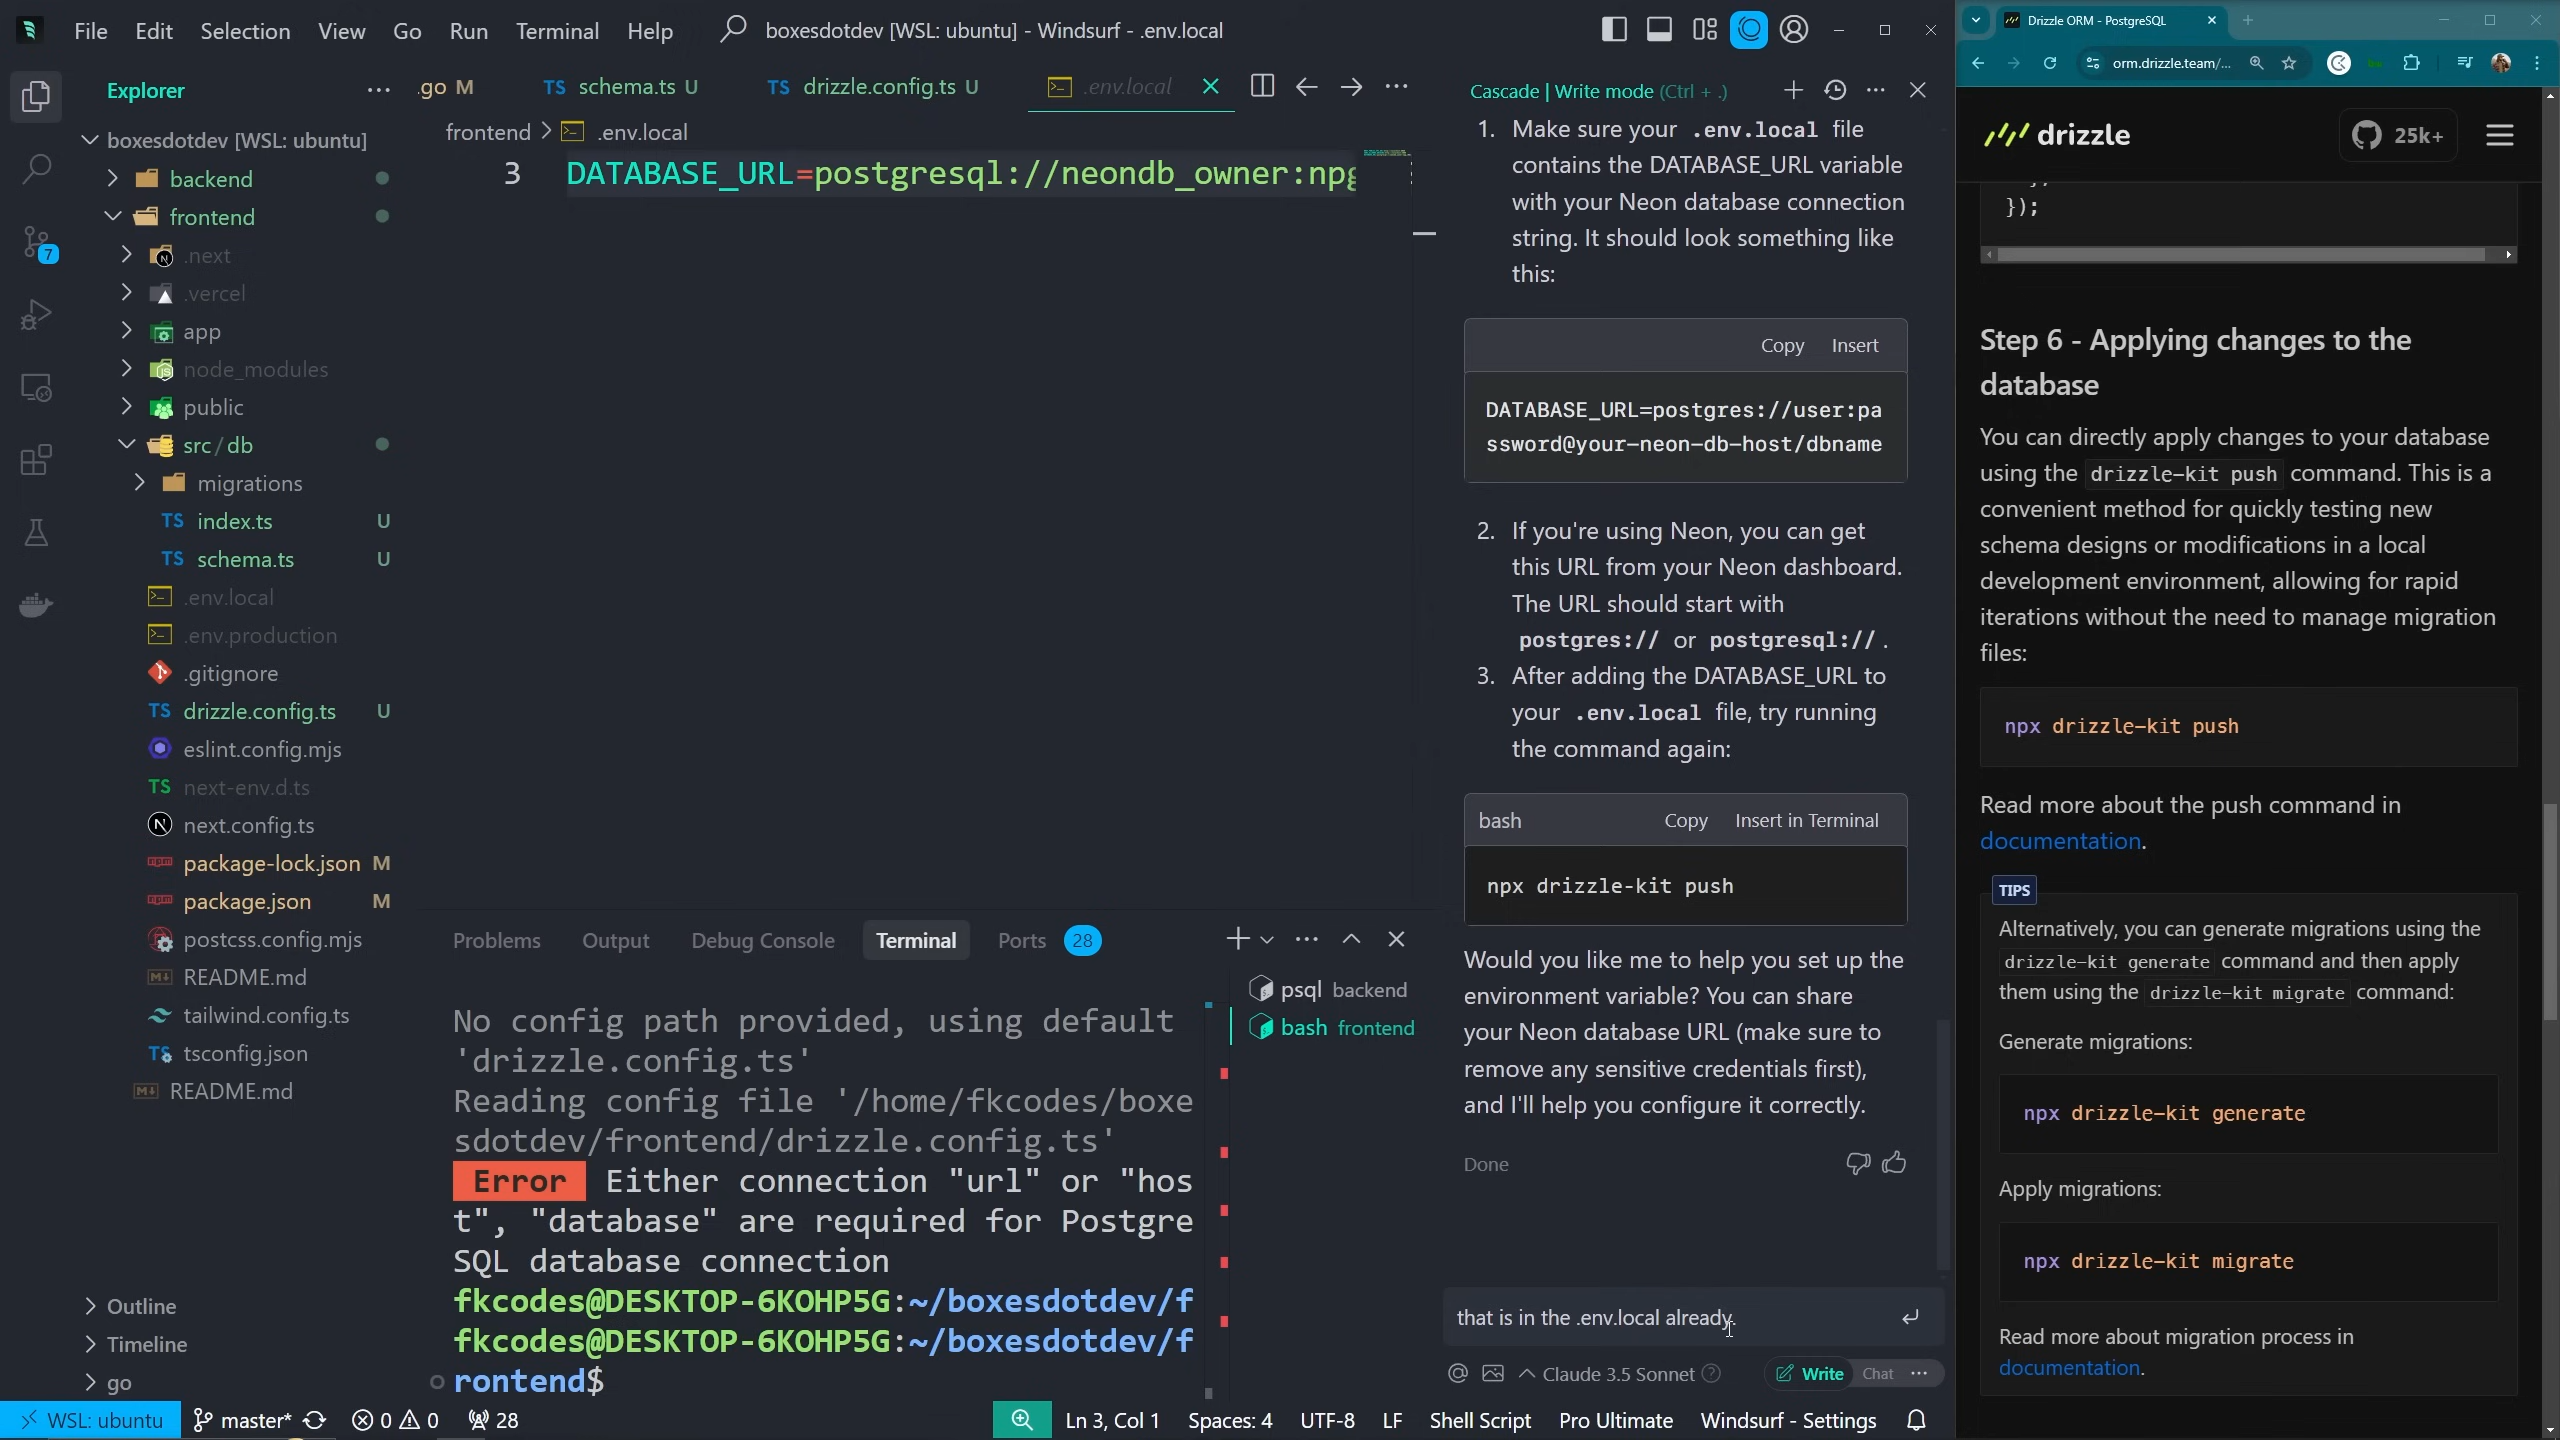 File Edit Selection View Go Run Terminal Help
boxesdotdev [WSL: ubuntu] - Windsurf - .env.local
Explorer
boxesdotdev [WSL: ubuntu]
backend
frontend
.next
.vercel
app
node_modules
public
src / db
migrations
index.ts U
schema.ts U
.env.local
.env.production
.gitignore
drizzle.config.ts U
eslint.config.mjs
next-env.d.ts
next.config.ts
package-lock.json M
package.json M
postcss.config.mjs
README.md
tailwind.config.ts
tsconfig.json
README.md
Outline
Timeline
go
7
.go M
TS schema.ts U
TS drizzle.config.ts U
.env.local
frontend > .env.local
3 DATABASE_URL=postgresql://neondb_owner:npg
Problems Output Debug Console Terminal Ports 28
psql backend
bash frontend
No config path provided, using default
'drizzle.config.ts'
Reading config file '/home/fkcodes/boxe
sdotdev/frontend/drizzle.config.ts'
Error Either connection "url" or "hos
t", "database" are required for Postgre
SQL database connection
fkcodes@DESKTOP-6KOHP5G:~/boxesdotdev/f
fkcodes@DESKTOP-6KOHP5G:~/boxesdotdev/f
rontend$
Cascade | Write mode (Ctrl + .)
1. Make sure your .env.local file
contains the DATABASE_URL variable
with your Neon database connection
string. It should look something like
this:
Copy Insert
DATABASE_URL=postgres://user:pa
ssword@your-neon-db-host/dbname
2. If you're using Neon, you can get
this URL from your Neon dashboard.
The URL should start with
postgres:// or postgresql://.
3. After adding the DATABASE_URL to
your .env.local file, try running
the command again:
bash Copy Insert in Terminal
npx drizzle-kit push
Would you like me to help you set up the
environment variable? You can share
your Neon database URL (make sure to
remove any sensitive credentials first),
and I'll help you configure it correctly.
Done
that is in the .env.local already.
Claude 3.5 Sonnet
Write Chat
WSL: ubuntu master* 0 0 28
Ln 3, Col 1 Spaces: 4 UTF-8 LF Shell Script Pro Ultimate Windsurf - Settings
Drizzle ORM - PostgreSQL
orm.drizzle.team/...
drizzle 25k+
});
Step 6 - Applying changes to the
database
You can directly apply changes to your database
using the drizzle-kit push command. This is a
convenient method for quickly testing new
schema designs or modifications in a local
development environment, allowing for rapid
iterations without the need to manage migration
files:
npx drizzle-kit push
Read more about the push command in
documentation.
TIPS
Alternatively, you can generate migrations using the
drizzle-kit generate command and then apply
them using the drizzle-kit migrate command:
Generate migrations:
npx drizzle-kit generate
Apply migrations:
npx drizzle-kit migrate
Read more about migration process in
documentation.